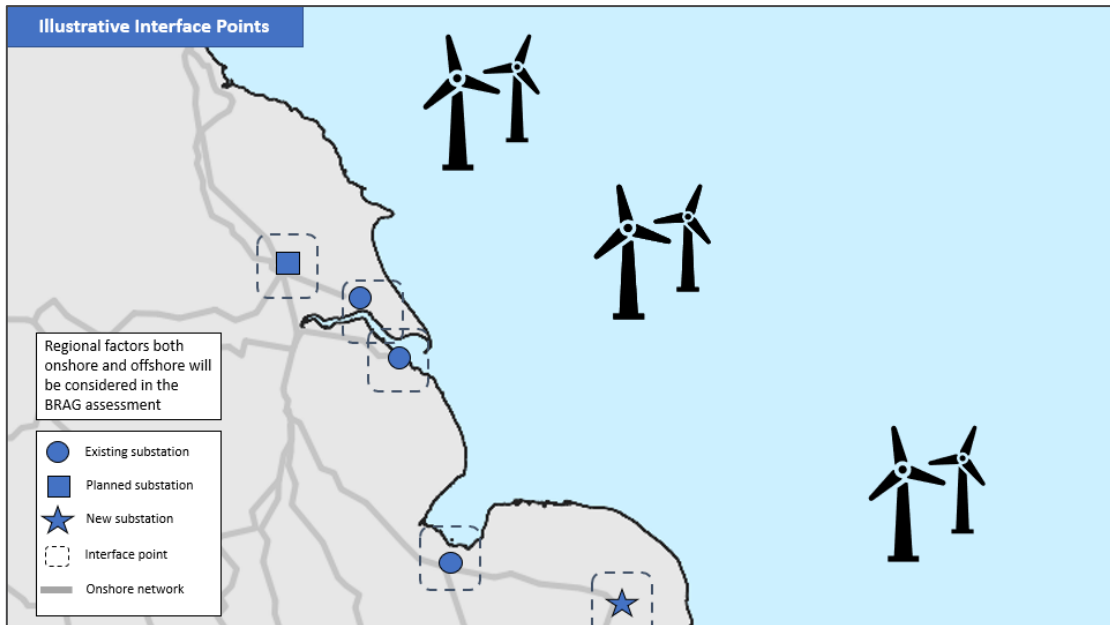 Illustrative Interface Points
Regional factors both
onshore and offshore will
be considered in the
BRAG assessment
Existing substation
Planned substation
New substation
Interface point
Onshore network